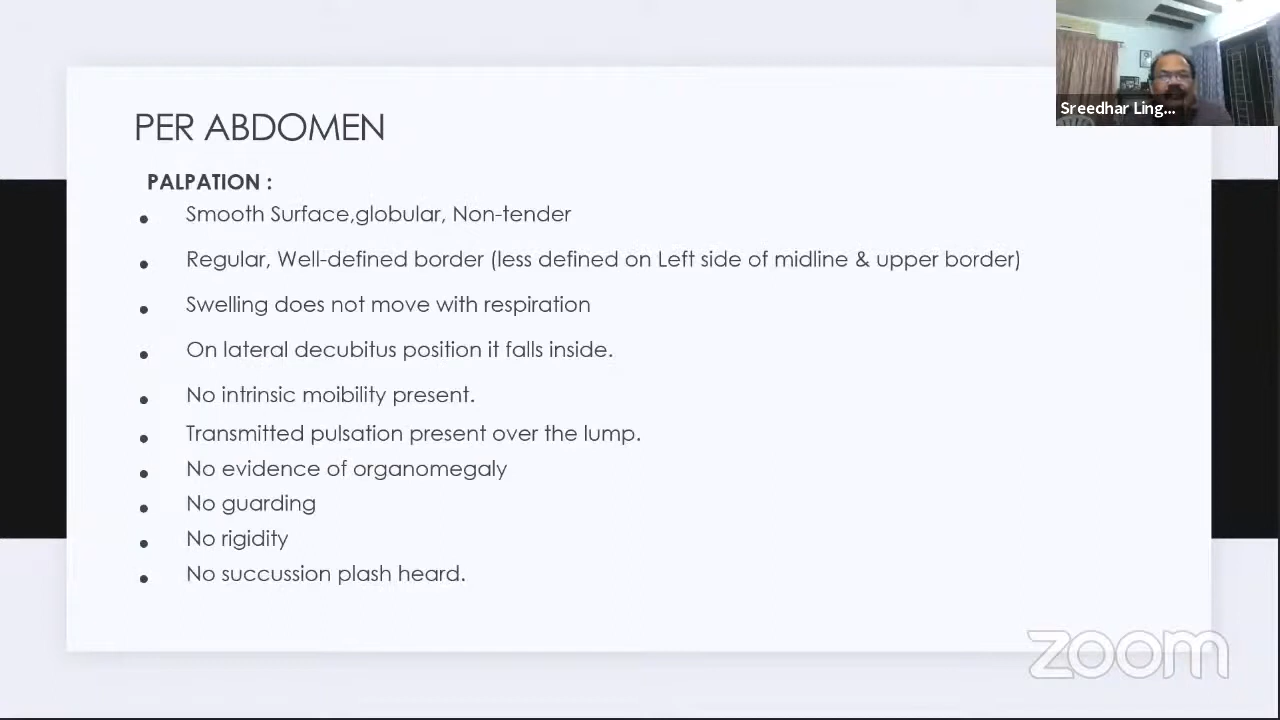 PER ABDOMEN
PALPATION :
• Smooth Surface,globular, Non-tender
• Regular, Well-defined border (less defined on Left side of midline & upper border)
• Swelling does not move with respiration
• On lateral decubitus position it falls inside.
• No intrinsic moibility present.
• Transmitted pulsation present over the lump.
• No evidence of organomegaly
• No guarding
• No rigidity
• No succussion plash heard.
Sreedhar Ling...
zoom